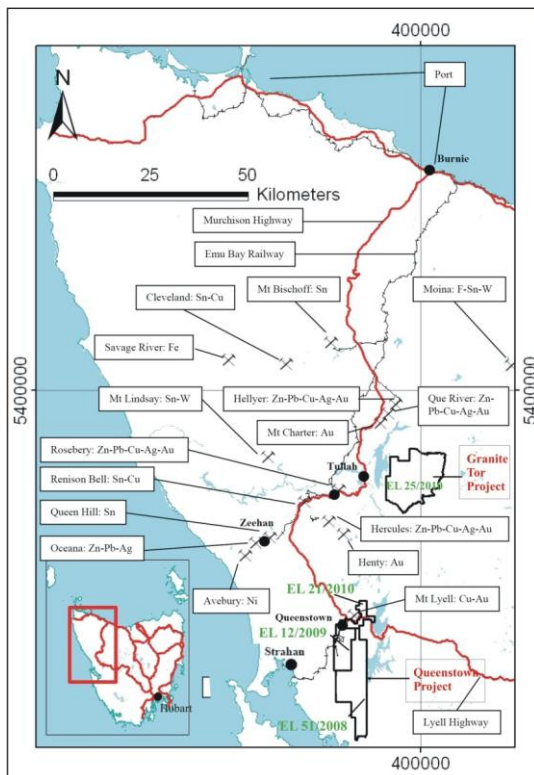 400000
N
Port
Burnie
0 25 50
Kilometers
Murchison Highway
Emu Bay Railway
Mt Bischoff: Sn
Moina: F-Sn-W
Cleveland: Sn-Cu
Savage River: Fe
5400000
5400000
Mt Lindsay: Sn-W
Hellyer: Zn-Pb-Cu-Ag-Au
Que River: Zn-
Pb-Cu-Ag-Au
Mt Charter: Au
Rosebery: Zn-Pb-Cu-Ag-Au
Tullah
Granite
Tor
Project
EL 25/2010
Renison Bell: Sn-Cu
Queen Hill: Sn
Zeehan
Hercules: Zn-Pb-Cu-Ag-Au
Oceana: Zn-Pb-Ag
Henty: Au
Avebury: Ni
EL 21/2010
Mt Lyell: Cu-Au
Queenstown
EL 12/2009
Strahan
Queenstown
Project
Hobart
Lyell Highway
EL 51/2008
400000